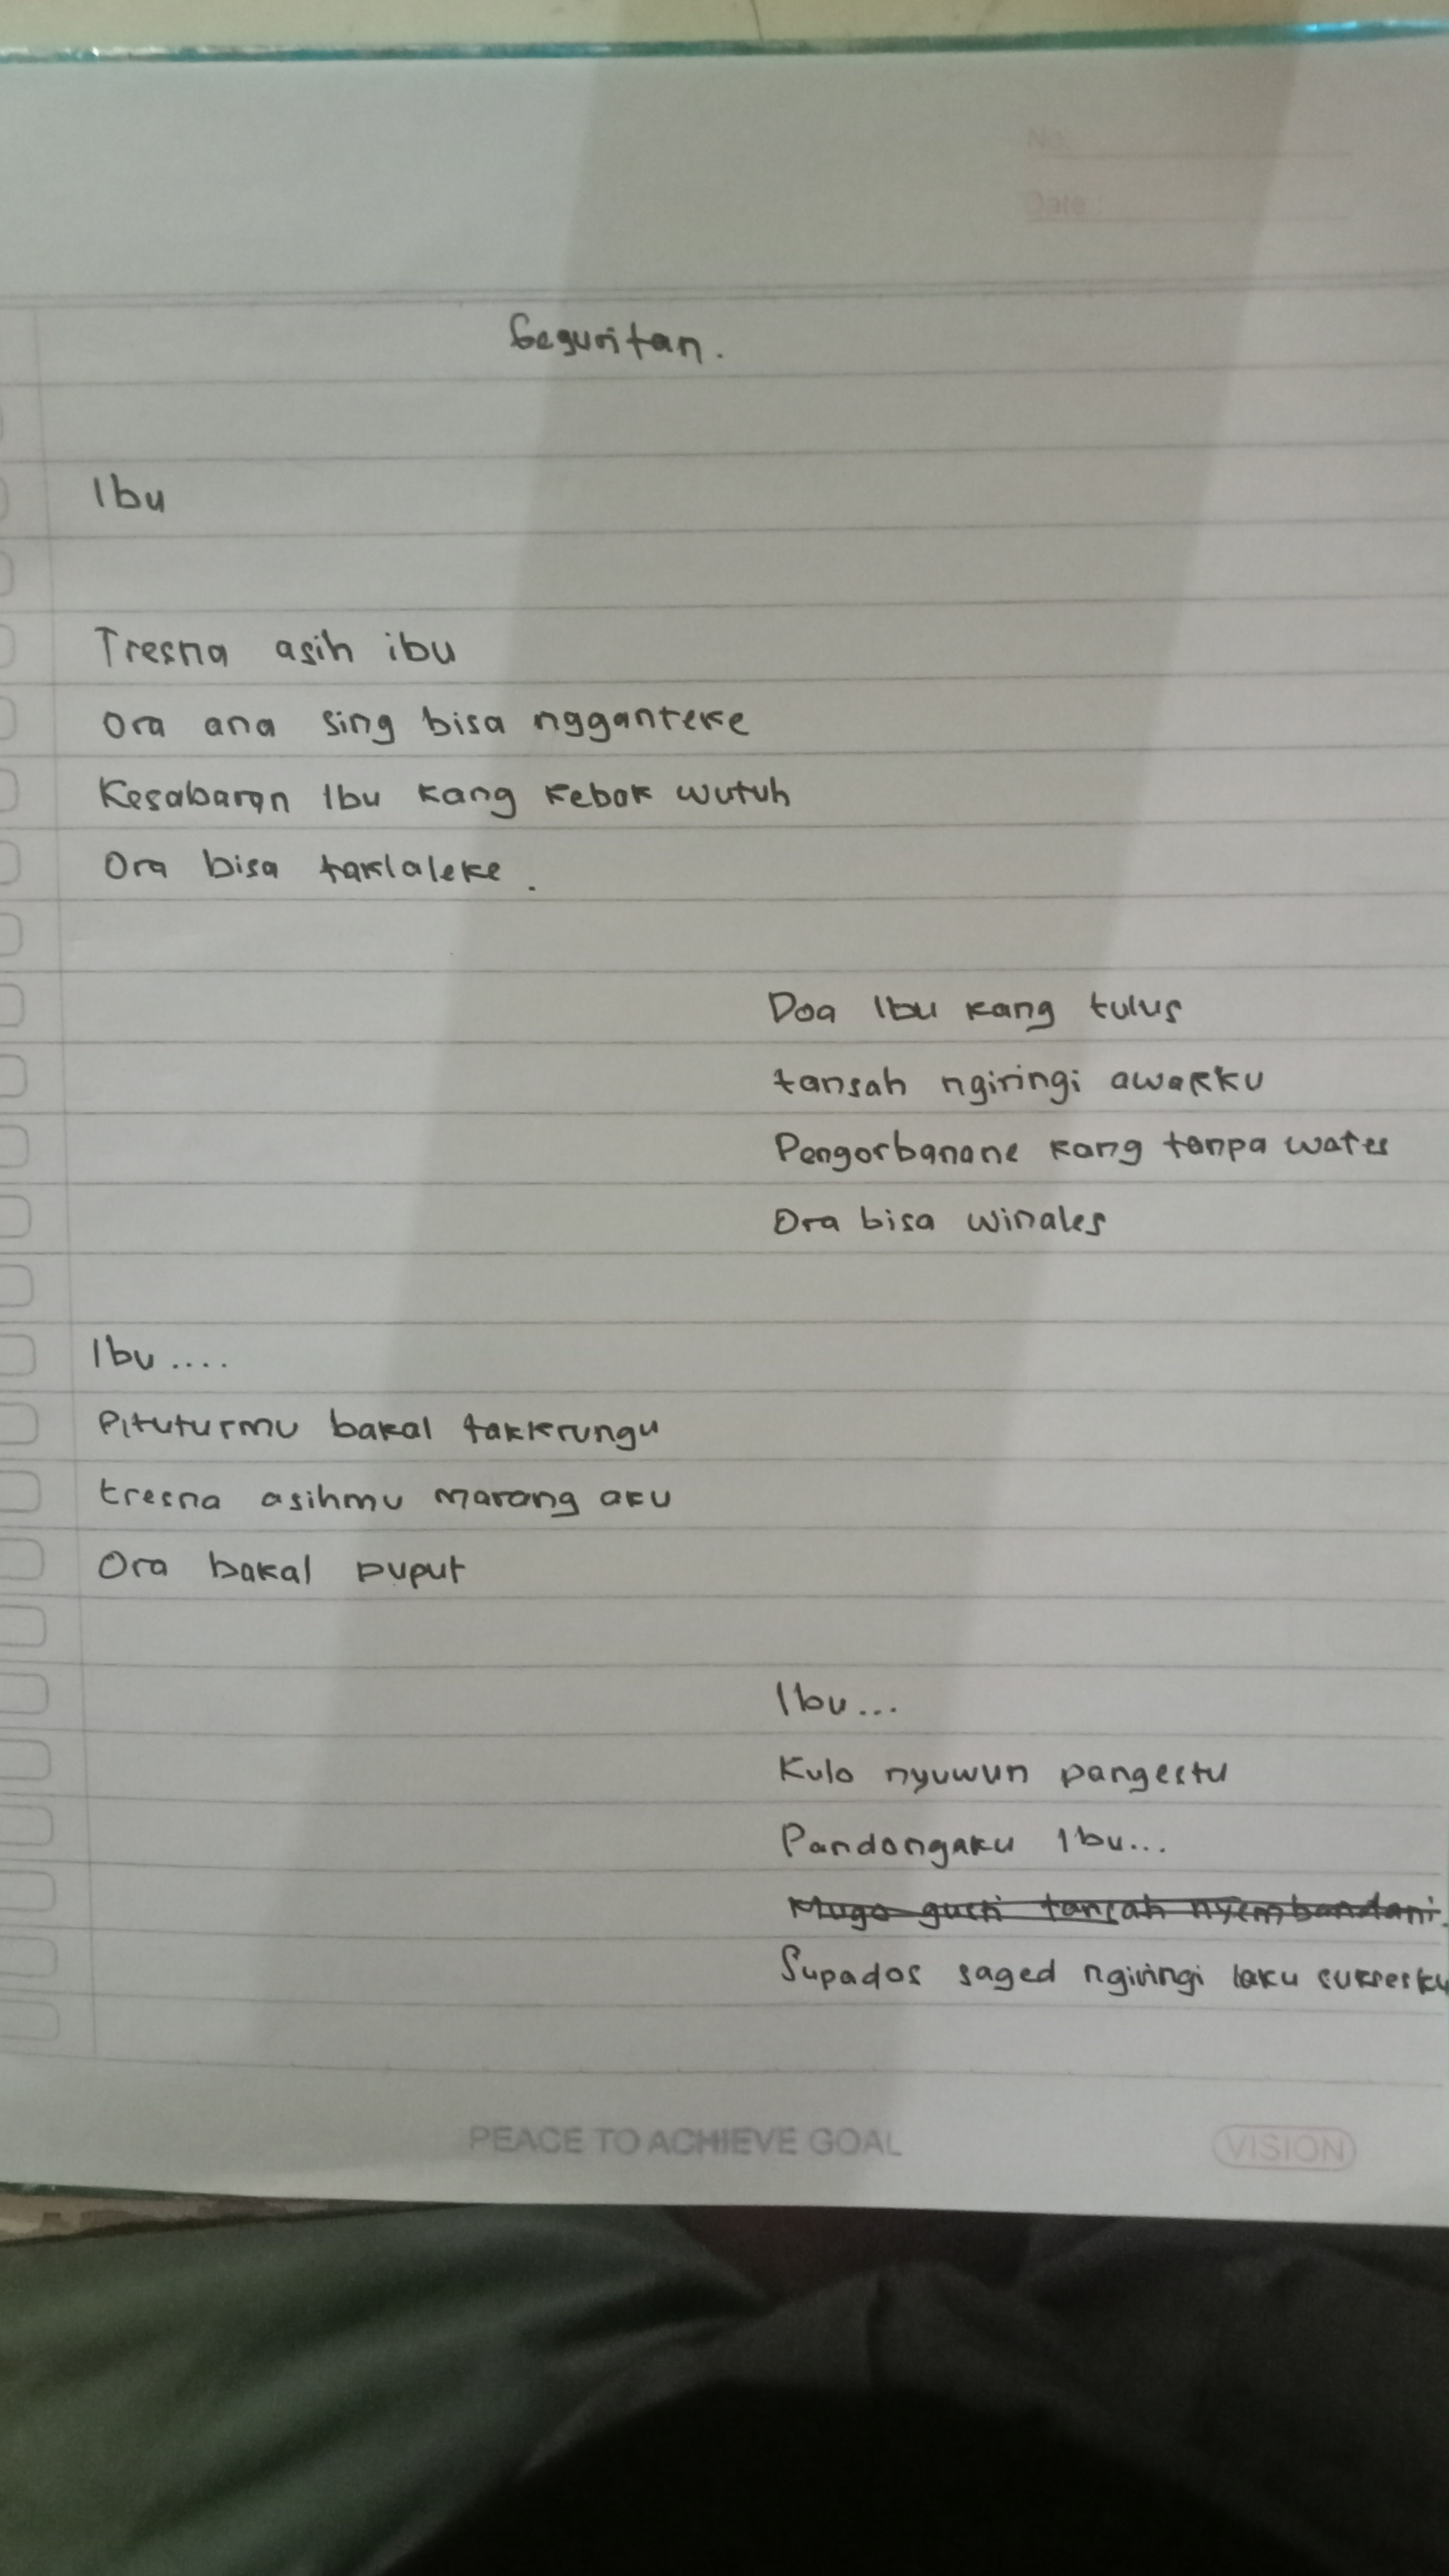 No.
Date :
Geguritan.
Ibu
Tresna asih ibu
Ora ana sing bisa ngganteke
Kesabaran Ibu kang kebak wutuh
Ora bisa taklaleke.
Doa Ibu kang tulus
tansah ngiringi awakku
Pengorbanane kang tanpa wates
Ora bisa winales
Ibu....
Pituturmu bakal takkrungu
tresna asihmu marang aku
Ora bakal puput
Ibu...
Kulo nyuwun pangestu
Pandongaku Ibu...
Mugo gusti tansah nyembandani.
Supados saged ngiringi laku suksesku
PEACE TO ACHIEVE GOAL
VISION